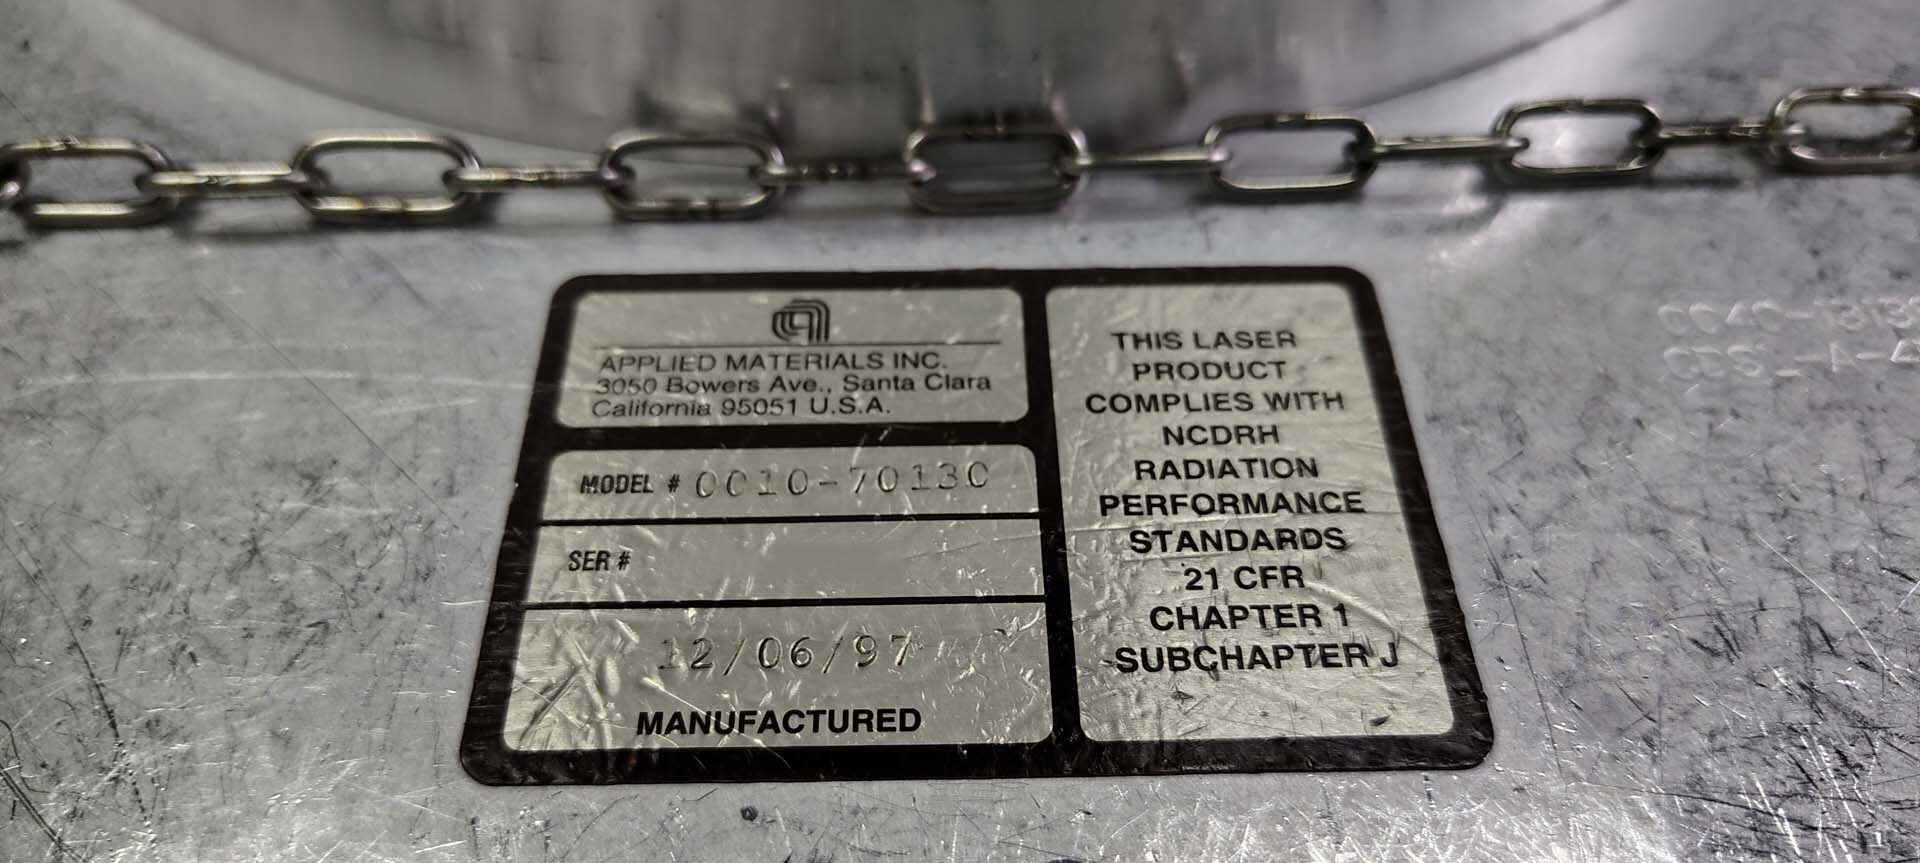 APPLIED MATERIALS INC.
3050 Bowers Ave., Santa Clara
California 95051 U.S.A.
MODEL # 0010-70130
SER #
12/06/97
MANUFACTURED
THIS LASER
PRODUCT
COMPLIES WITH
NCDRH
RADIATION
PERFORMANCE
STANDARDS
21 CFR
CHAPTER 1
SUBCHAPTER J